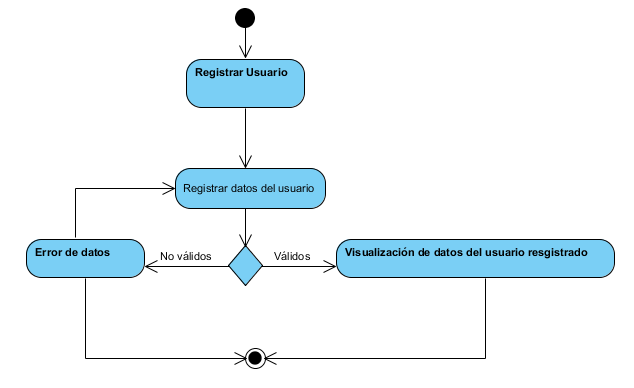 Registrar Usuario
Registrar datos del usuario
Error de datos
No válidos
Válidos
Visualización de datos del usuario resgistrado